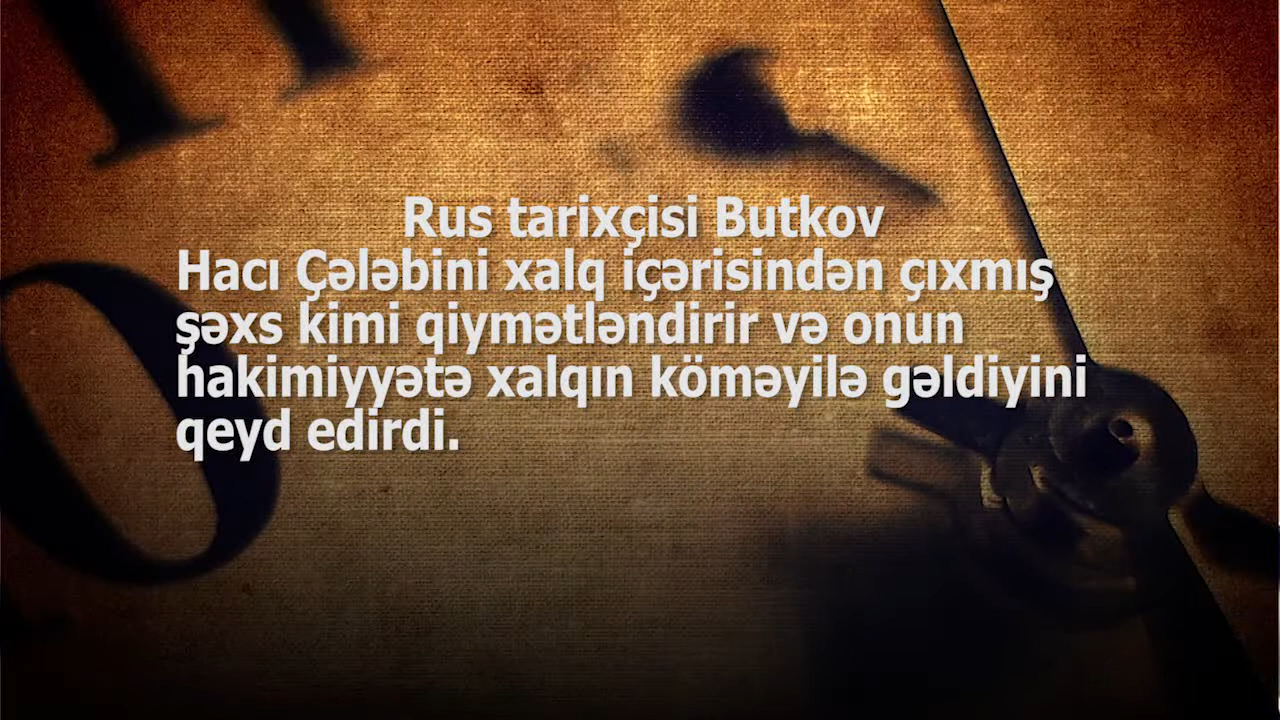 Rus tarixçisi Butkov
Hacı Çələbini xalq içərisindən çıxmış
şəxs kimi qiymətləndirir və onun
hakimiyyətə xalqın köməyilə gəldiyini
qeyd edirdi.